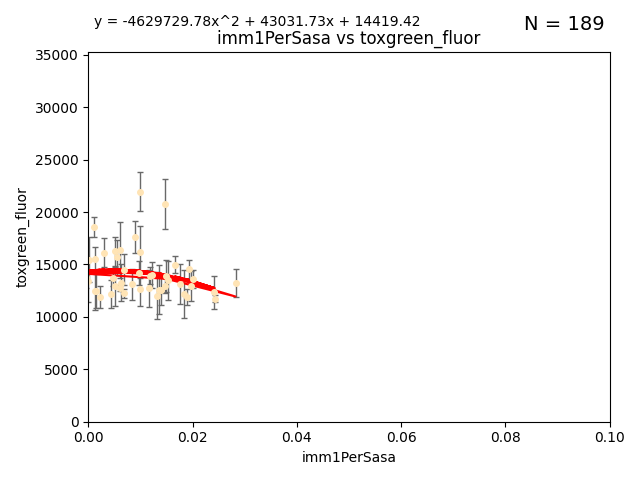 y = -4629729.78x^2 + 43031.73x + 14419.42
N = 189
imm1PerSasa vs toxgreen_fluor
35000
30000
25000
20000
15000
10000
5000
0
toxgreen_fluor
0.00 0.02 0.04 0.06 0.08 0.10
imm1PerSasa